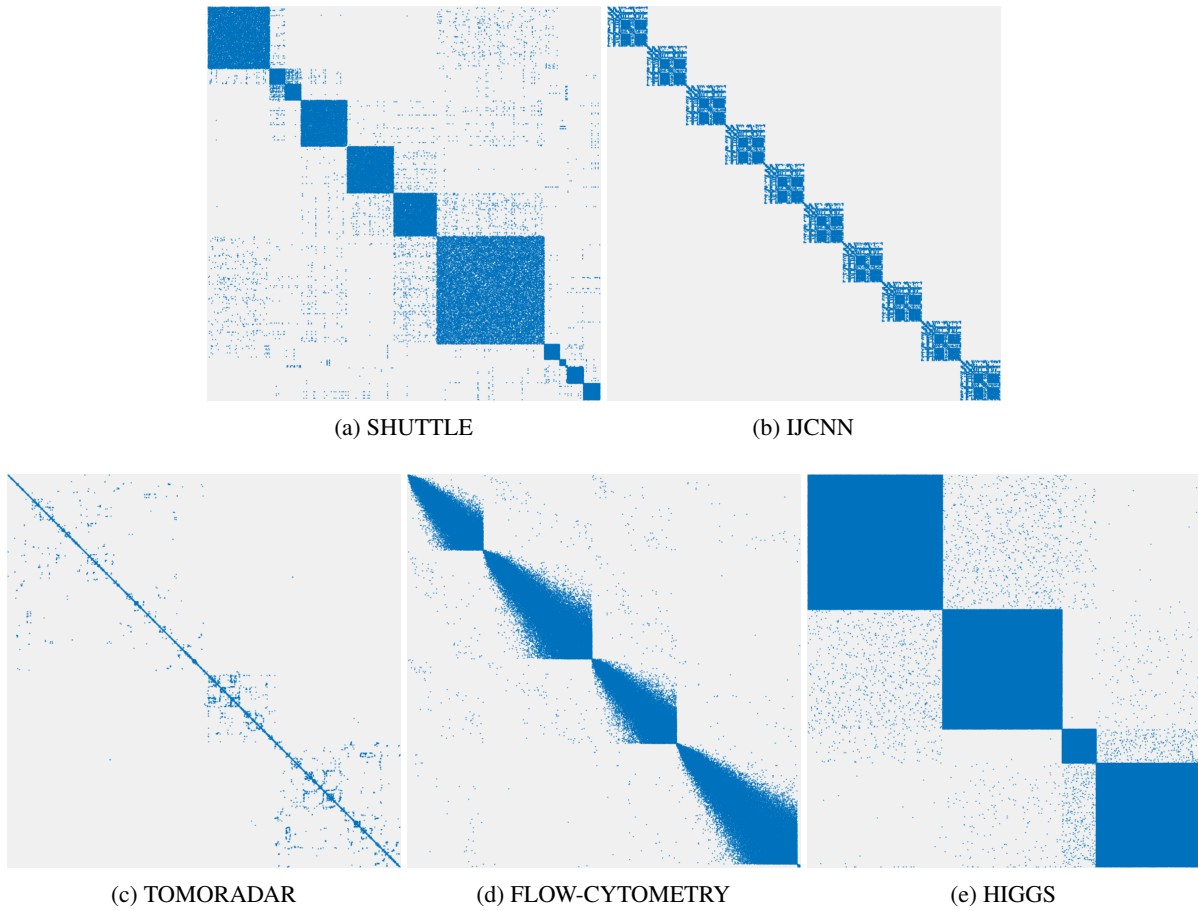 (a) SHUTTLE
(b) IJCNN
(c) TOMORADAR
(d) FLOW-CYTOMETRY
(e) HIGGS